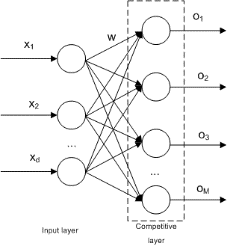 x1
x2
...
xd
w
o1
o2
o3
...
oM
Input layer
Competitive
layer